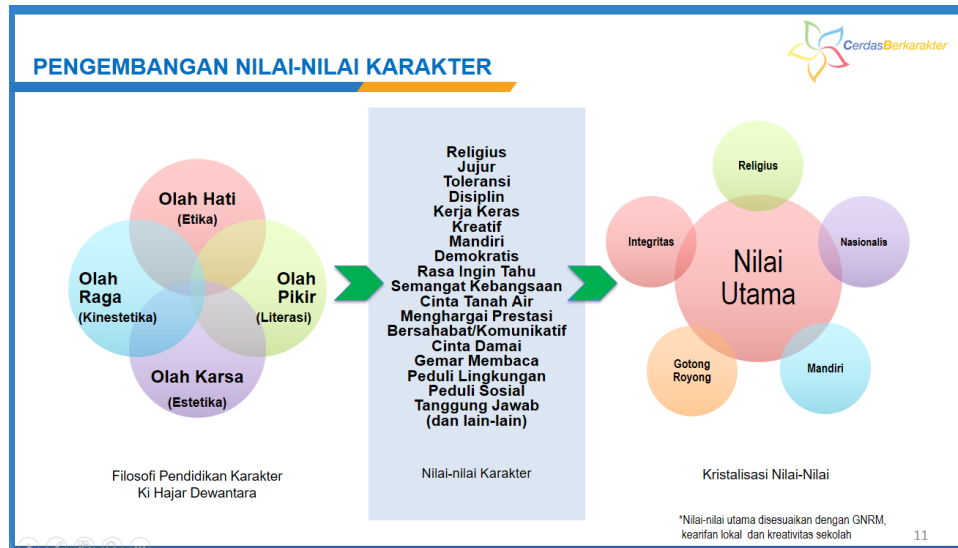 CerdasBerkarakter
PENGEMBANGAN NILAI-NILAI KARAKTER
Olah Hati
(Etika)
Olah
Raga
(Kinestetika)
Olah
Pikir
(Literasi)
Olah Karsa
(Estetika)
Filosofi Pendidikan Karakter
Ki Hajar Dewantara
Religius
Jujur
Toleransi
Disiplin
Kerja Keras
Kreatif
Mandiri
Demokratis
Rasa Ingin Tahu
Semangat Kebangsaan
Cinta Tanah Air
Menghargai Prestasi
Bersahabat/Komunikatif
Cinta Damai
Gemar Membaca
Peduli Lingkungan
Peduli Sosial
Tanggung Jawab
(dan lain-lain)
Nilai-nilai Karakter
Religius
Integritas
Nasionalis
Nilai
Utama
Gotong
Royong
Mandiri
Kristalisasi Nilai-Nilai
*Nilai-nilai utama disesuaikan dengan GNRM,
kearifan lokal dan kreativitas sekolah
11